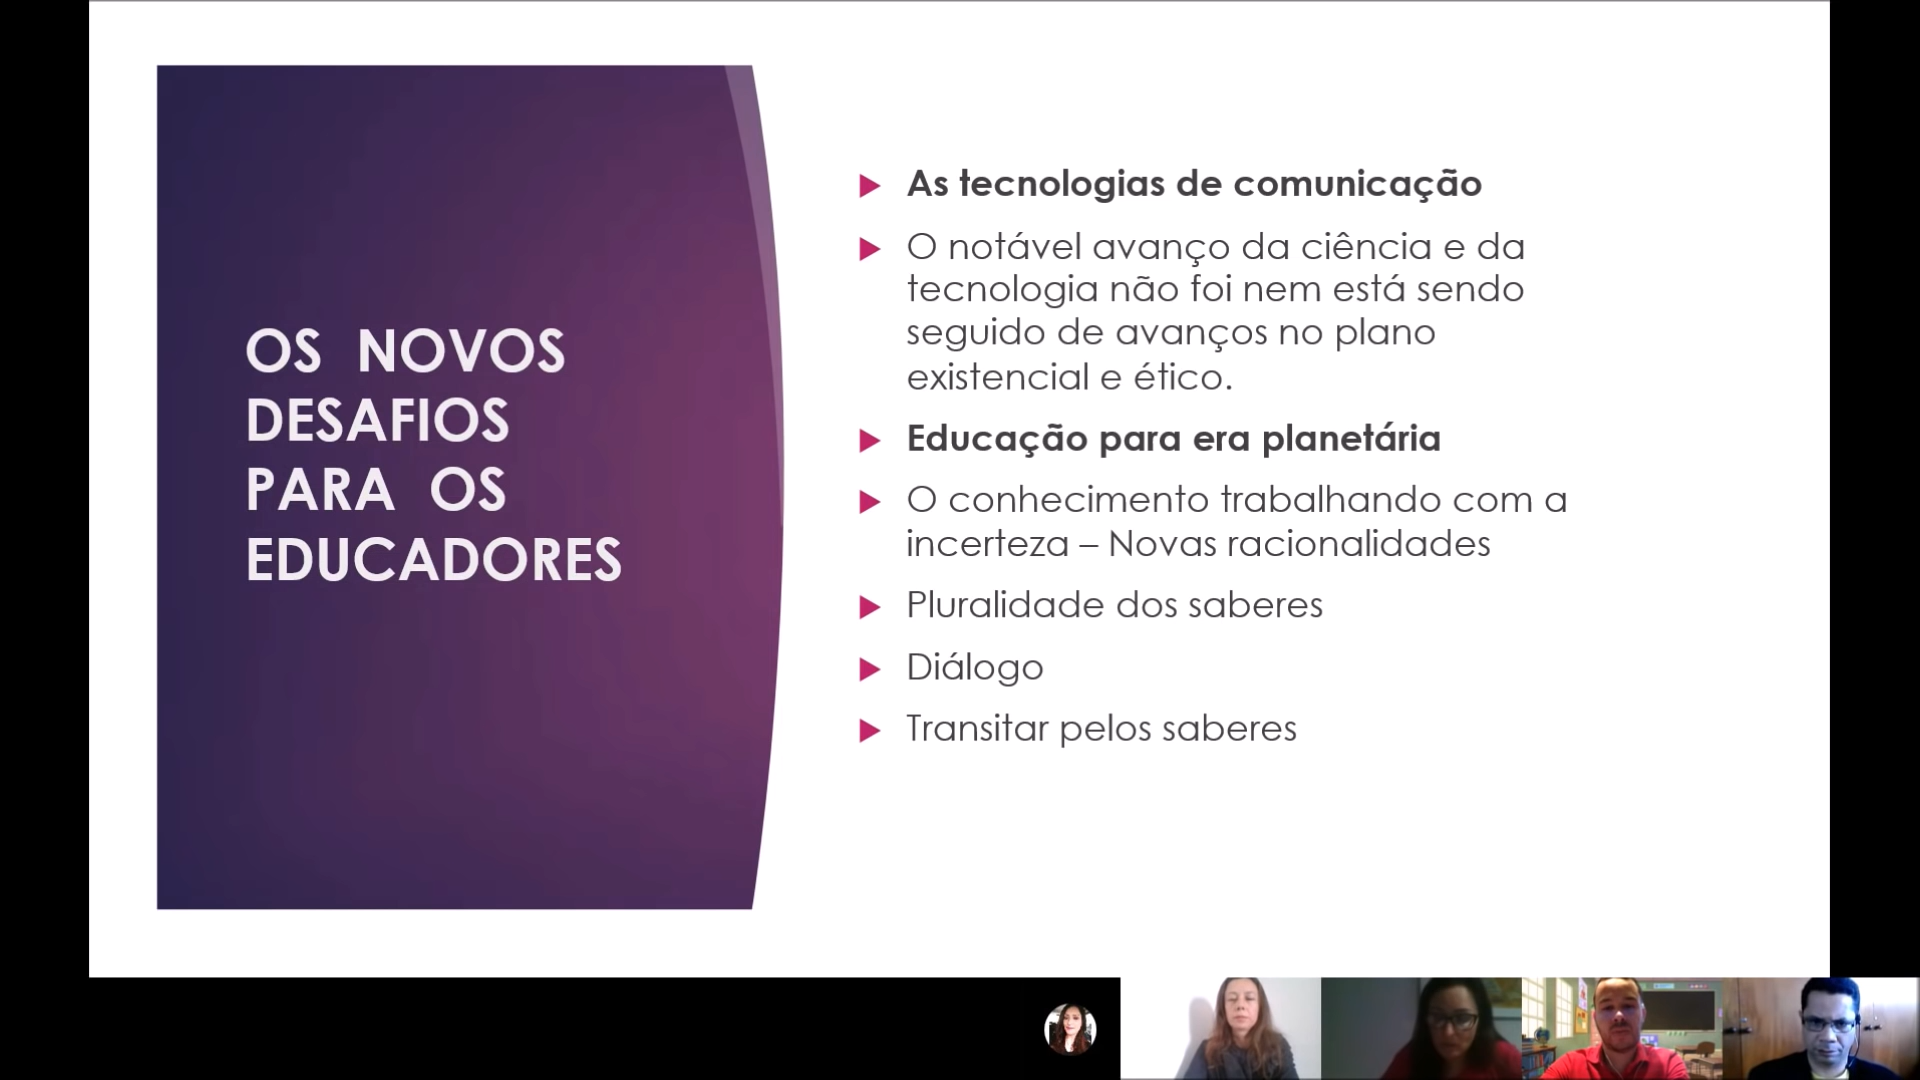 OS NOVOS
DESAFIOS
PARA OS
EDUCADORES
As tecnologias de comunicação
O notável avanço da ciência e da
tecnologia não foi nem está sendo
seguido de avanços no plano
existencial e ético.
Educação para era planetária
O conhecimento trabalhando com a
incerteza – Novas racionalidades
Pluralidade dos saberes
Diálogo
Transitar pelos saberes